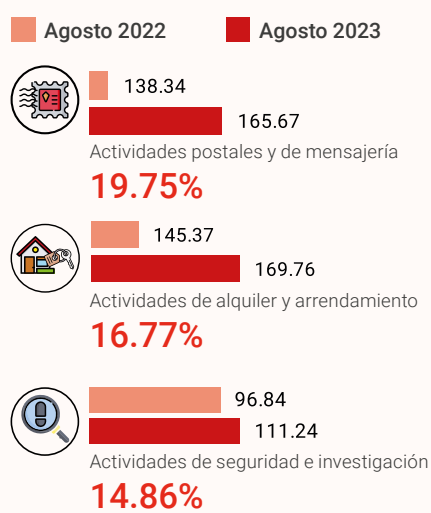 Agosto 2022
Agosto 2023
138.34
165.67
Actividades postales y de mensajería
19.75%
145.37
169.76
Actividades de alquiler y arrendamiento
16.77%
96.84
111.24
Actividades de seguridad e investigación
14.86%